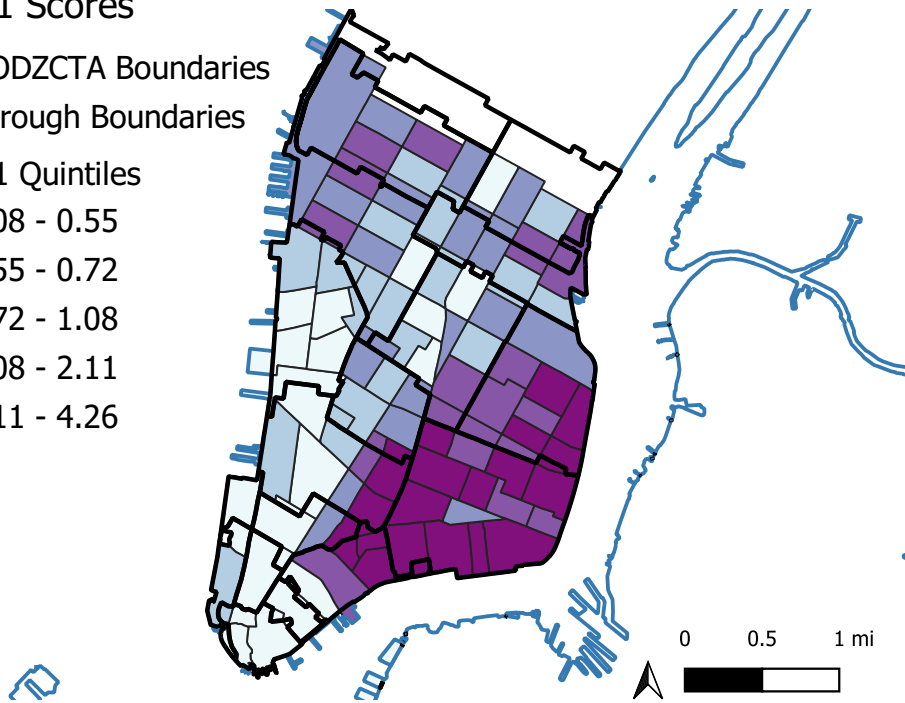 1 Scores
ODZCTA Boundaries
rough Boundaries
1 Quintiles
08 - 0.55
55 - 0.72
72 - 1.08
08 - 2.11
11 - 4.26
0 0.5 1 mi